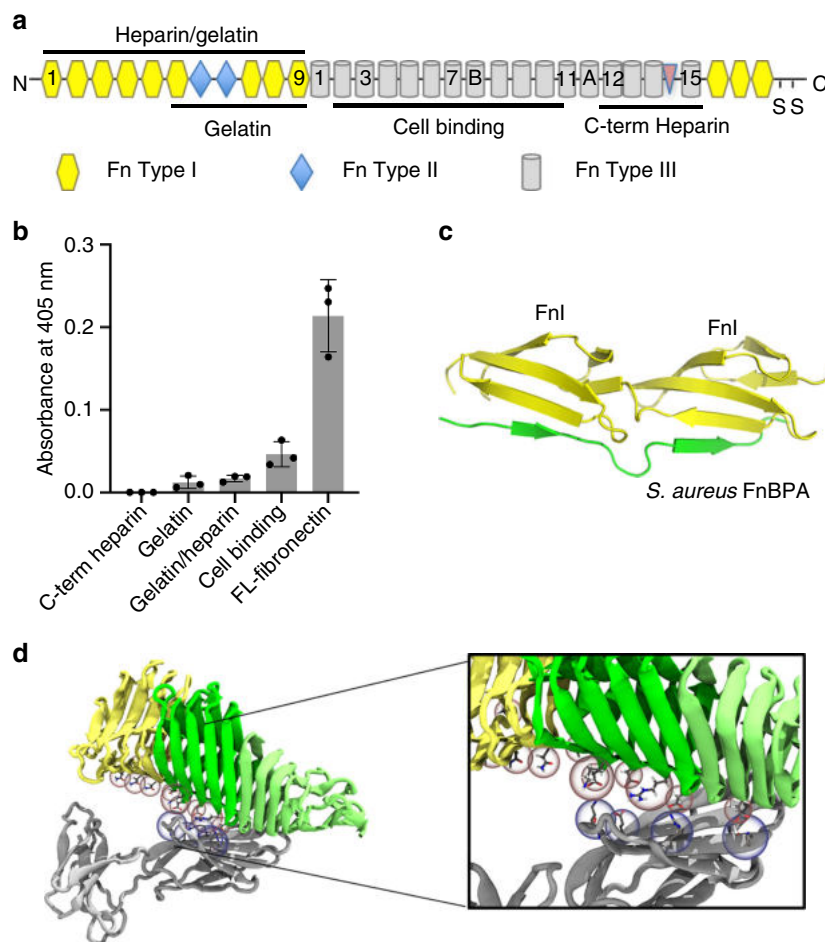 a
Heparin/gelatin
N 1 9 1 3 7 B 11 A 12 15 C
S S
Gelatin Cell binding C-term Heparin
Fn Type I Fn Type II Fn Type III
b
Absorbance at 405 nm
0.3
0.2
0.1
0.0
C-term heparin
Gelatin
Gelatin/heparin
Cell binding
FL-fibronectin
c
FnI FnI
S. aureus FnBPA
d